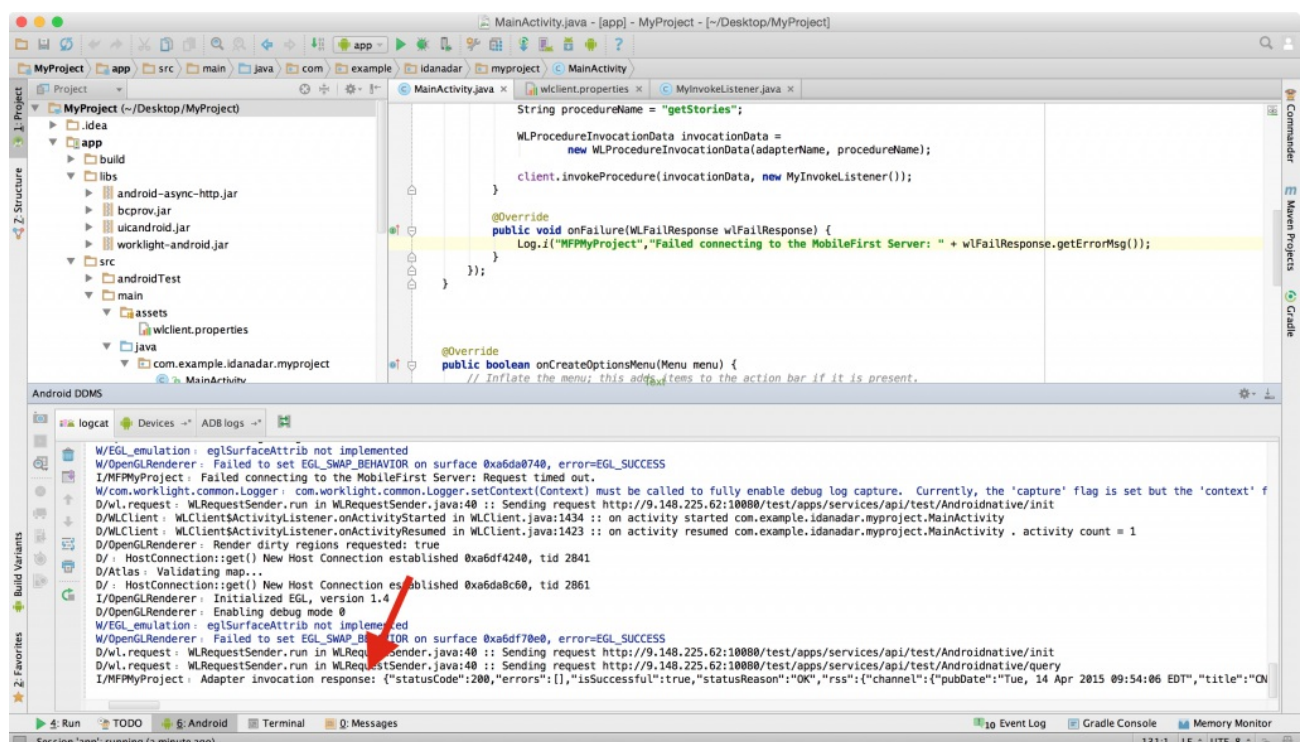 MainActivity.java - [app] - MyProject - [~/Desktop/MyProject]
app
MyProject app src main java com example idanadar myproject MainActivity
Project
MainActivity.java × wlclient.properties × MyInvokeListener.java ×
1: Project
Z: Structure
Build Variants
2: Favorites
Commander
Maven Projects
Gradle
MyProject (~/Desktop/MyProject)
.idea
app
build
libs
android-async-http.jar
bcprov.jar
uicandroid.jar
worklight-android.jar
src
androidTest
main
assets
wlclient.properties
java
com.example.idanadar.myproject
MainActivity
String procedureName = "getStories";
WLProcedureInvocationData invocationData =
new WLProcedureInvocationData(adapterName, procedureName);
client.invokeProcedure(invocationData, new MyInvokeListener());
}
@Override
public void onFailure(WLFailResponse wlFailResponse) {
Log.i("MFPMyProject","Failed connecting to the MobileFirst Server: " + wlFailResponse.getErrorMsg());
}
});
}
@Override
public boolean onCreateOptionsMenu(Menu menu) {
// Inflate the menu; this adds items to the action bar if it is present.
Text
Android DDMS
logcat Devices ADB logs
W/EGL_emulation﹕ eglSurfaceAttrib not implemented
W/OpenGLRenderer﹕ Failed to set EGL_SWAP_BEHAVIOR on surface 0xa6da0740, error=EGL_SUCCESS
I/MFPMyProject﹕ Failed connecting to the MobileFirst Server: Request timed out.
W/com.worklight.common.Logger﹕ com.worklight.common.Logger.setContext(Context) must be called to fully enable debug log capture. Currently, the 'capture' flag is set but the 'context' f
D/wl.request﹕ WLRequestSender.run in WLRequestSender.java:40 :: Sending request http://9.148.225.62:10080/test/apps/services/api/test/Androidnative/init
D/WLClient﹕ WLClient$ActivityListener.onActivityStarted in WLClient.java:1434 :: on activity started com.example.idanadar.myproject.MainActivity
D/WLClient﹕ WLClient$ActivityListener.onActivityResumed in WLClient.java:1423 :: on activity resumed com.example.idanadar.myproject.MainActivity . activity count = 1
D/OpenGLRenderer﹕ Render dirty regions requested: true
D/﹕ HostConnection::get() New Host Connection established 0xa6df4240, tid 2841
D/Atlas﹕ Validating map...
D/﹕ HostConnection::get() New Host Connection established 0xa6da8c60, tid 2861
I/OpenGLRenderer﹕ Initialized EGL, version 1.4
D/OpenGLRenderer﹕ Enabling debug mode 0
W/EGL_emulation﹕ eglSurfaceAttrib not implemented
W/OpenGLRenderer﹕ Failed to set EGL_SWAP_BEHAVIOR on surface 0xa6df70e0, error=EGL_SUCCESS
D/wl.request﹕ WLRequestSender.run in WLRequestSender.java:40 :: Sending request http://9.148.225.62:10080/test/apps/services/api/test/Androidnative/init
D/wl.request﹕ WLRequestSender.run in WLRequestSender.java:40 :: Sending request http://9.148.225.62:10080/test/apps/services/api/test/Androidnative/query
I/MFPMyProject﹕ Adapter invocation response: {"statusCode":200,"errors":[],"isSuccessful":true,"statusReason":"OK","rss":{"channel":{"pubDate":"Tue, 14 Apr 2015 09:54:06 EDT","title":"CN
4: Run TODO 6: Android Terminal 0: Messages 10 Event Log Gradle Console Memory Monitor
Session 'app': running (a minute ago) 131:1 LF UTF-8